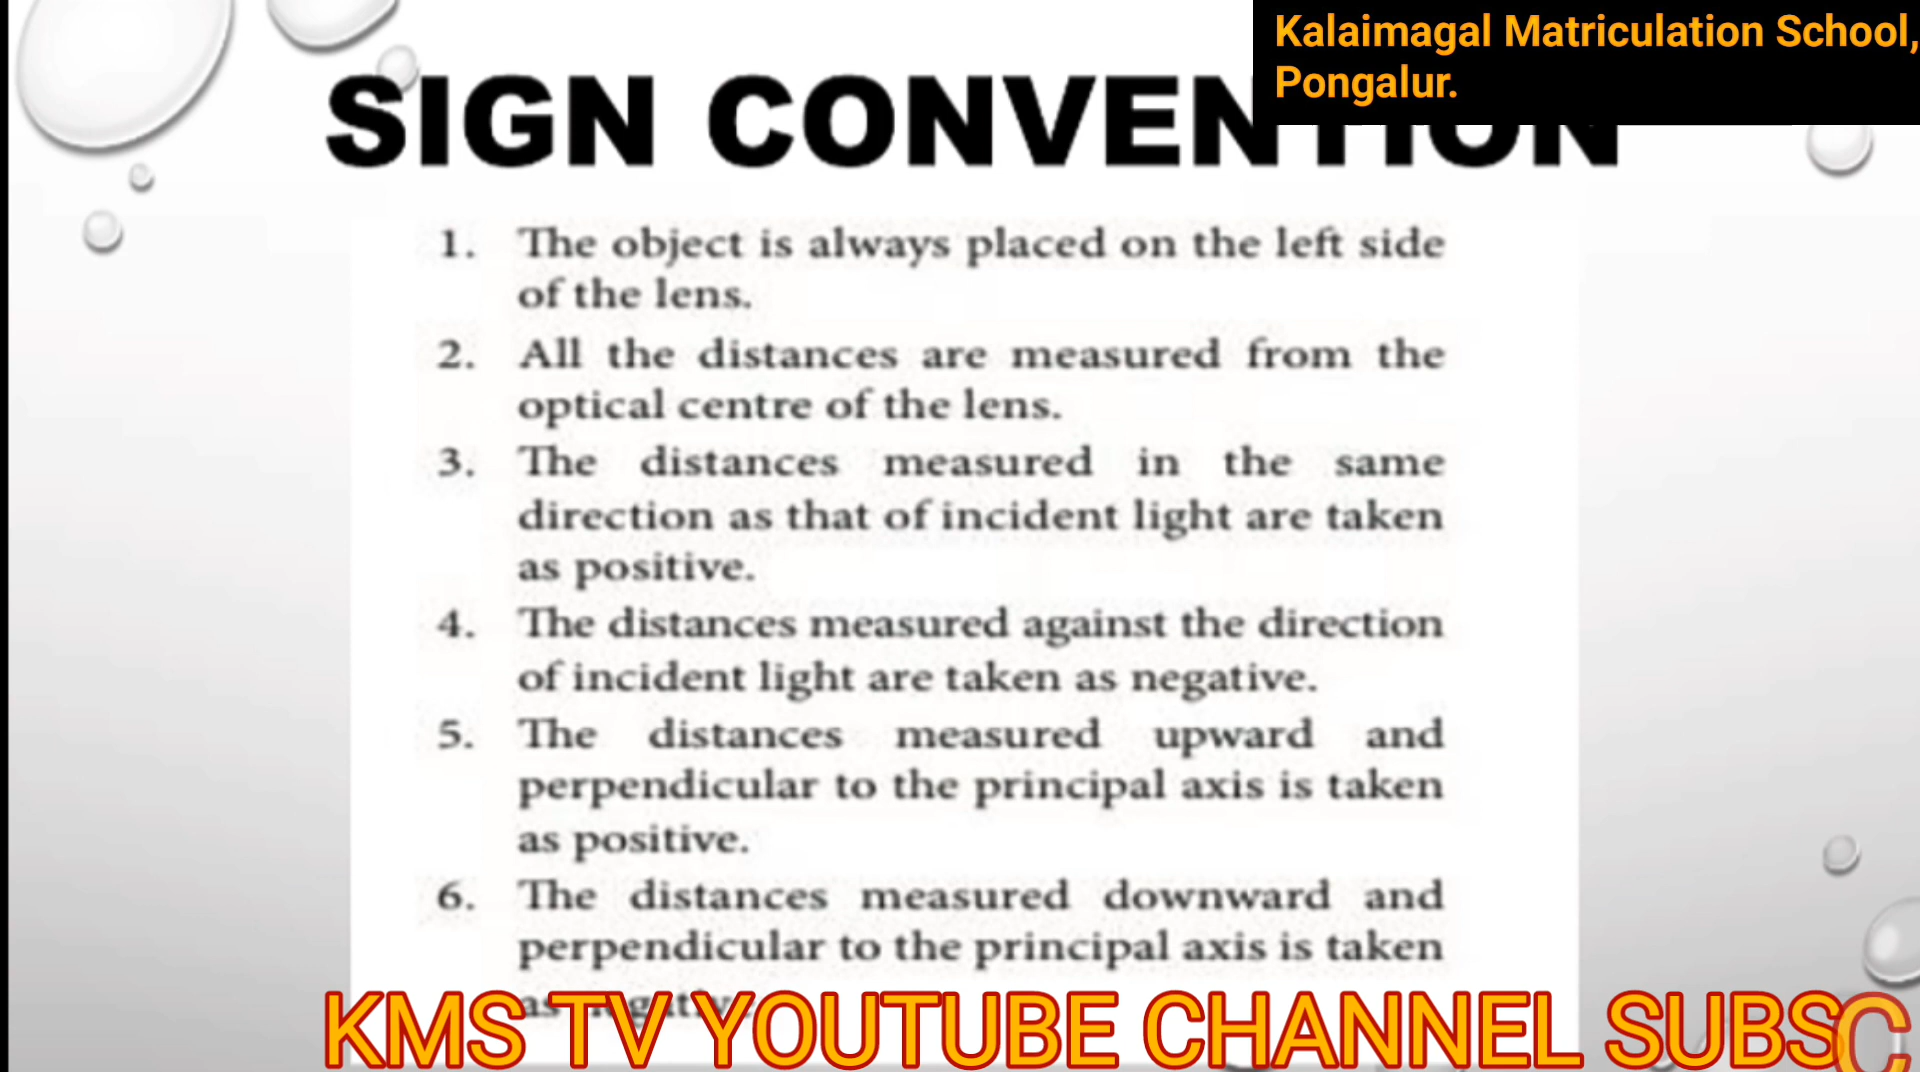 Kalaimagal Matriculation School,
Pongalur.
SIGN CONVENTION
1. The object is always placed on the left side
of the lens.
2. All the distances are measured from the
optical centre of the lens.
3. The distances measured in the same
direction as that of incident light are taken
as positive.
4. The distances measured against the direction
of incident light are taken as negative.
5. The distances measured upward and
perpendicular to the principal axis is taken
as positive.
6. The distances measured downward and
perpendicular to the principal axis is taken
as negative.
KMS TV YOUTUBE CHANNEL SUBSC